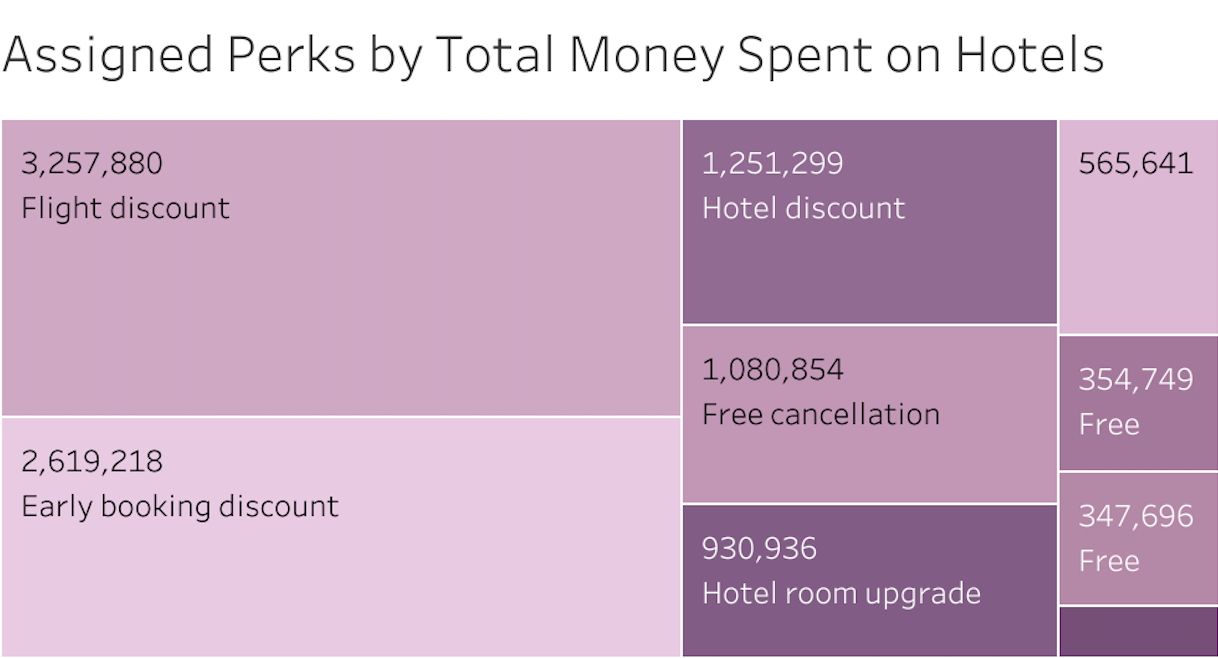 Assigned Perks by Total Money Spent on Hotels
3,257,880
Flight discount
2,619,218
Early booking discount
1,251,299
Hotel discount
1,080,854
Free cancellation
930,936
Hotel room upgrade
565,641
354,749
Free
347,696
Free